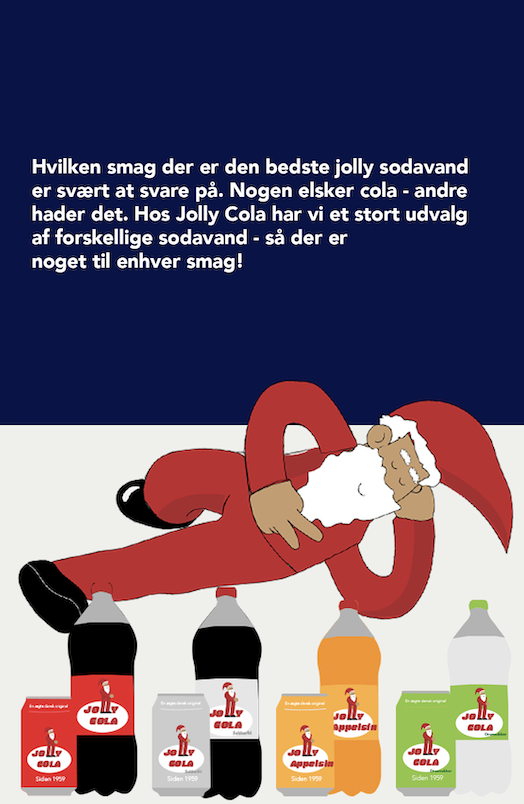 Hvilken smag der er den bedste jolly sodavand
er svært at svare på. Nogen elsker cola - andre
hader det. Hos Jolly Cola har vi et stort udvalg
af forskellige sodavand - så der er
noget til enhver smag!
En ægte dansk original
JOLLY
COLA
Siden 1959
JOLLY
COLA
En ægte dansk original
JOLLY
COLA
Sukkerfri
Siden 1959
JOLLY
COLA
Sukkerfri
En ægte dansk original
JOLLY
Appelsin
Siden 1959
JOLLY
Appelsin
En ægte dansk original
JOLLY
COLA
Siden 1959
JOLLY
COLA